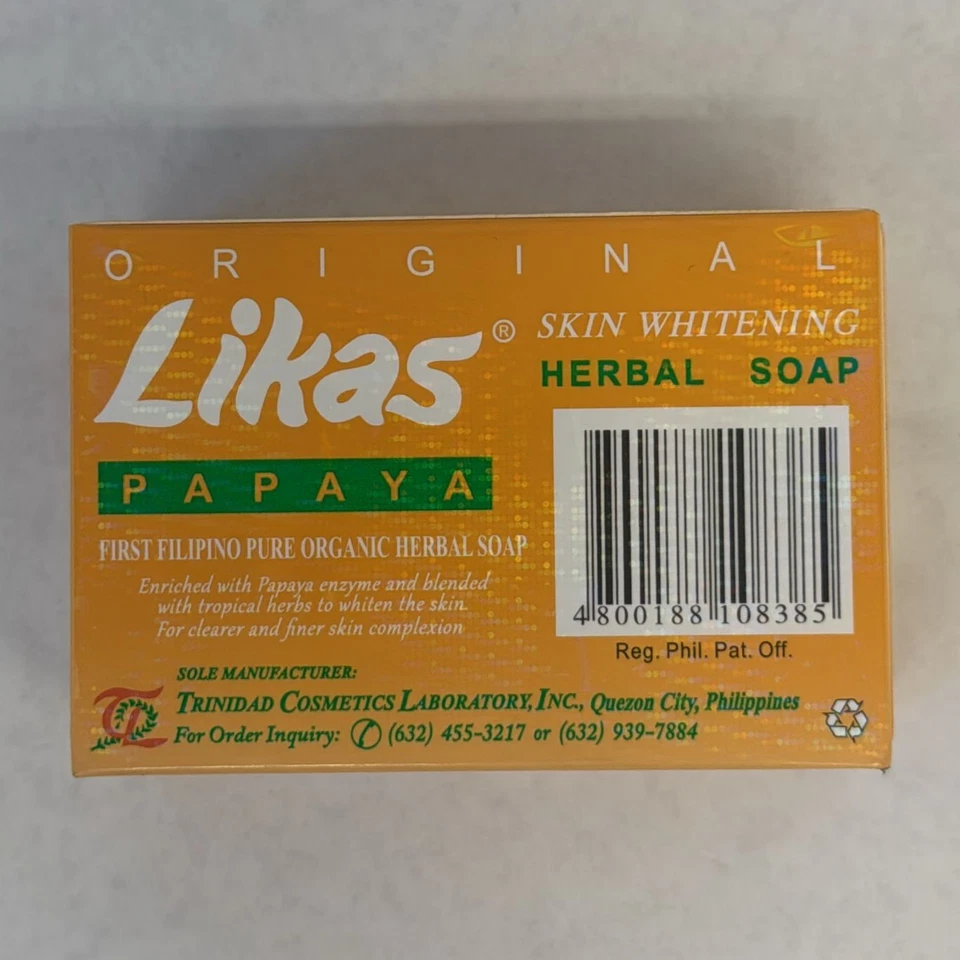 ORIGINAL
Likas®
SKIN WHITENING
HERBAL SOAP
PAPAYA
FIRST FILIPINO PURE ORGANIC HERBAL SOAP
Enriched with Papaya enzyme and blended
with tropical herbs to whiten the skin.
For clearer and finer skin complexion
4 800188 108385
Reg. Phil. Pat. Off.
SOLE MANUFACTURER:
TRINIDAD COSMETICS LABORATORY, INC., Quezon City, Philippines
For Order Inquiry: ✆ (632) 455-3217 or (632) 939-7884